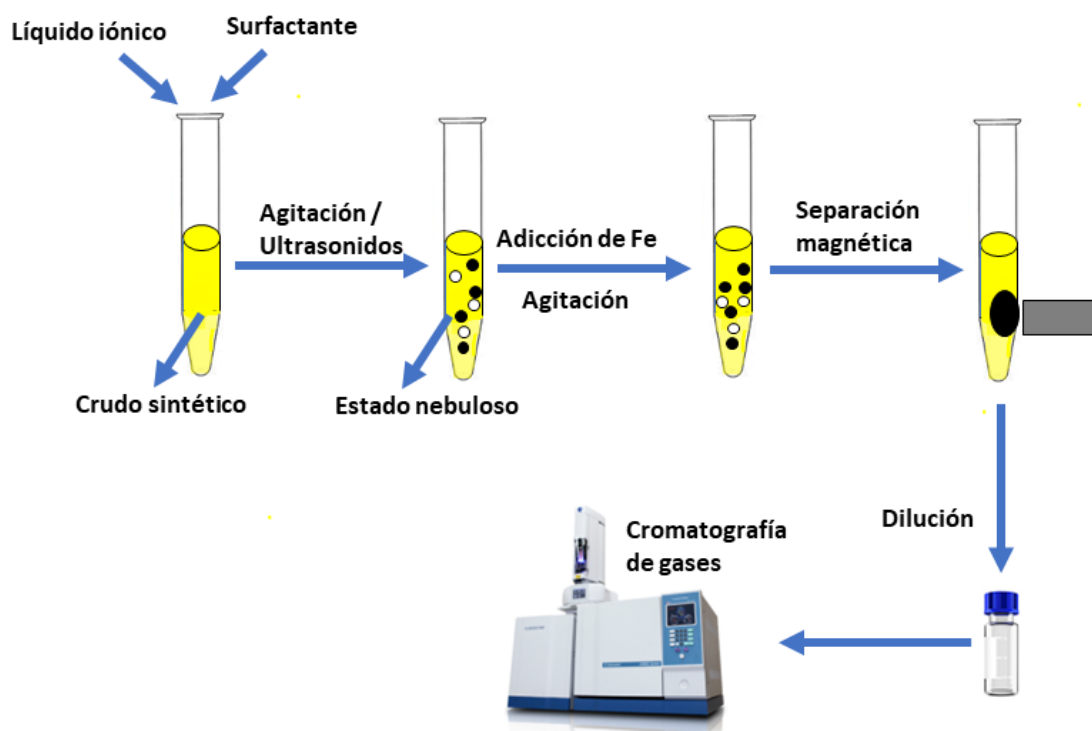 Líquido iónico
Surfactante
Agitación /
Ultrasonidos
Adicción de Fe
Agitación
Separación
magnética
Crudo sintético
Estado nebuloso
Dilución
Cromatografía
de gases